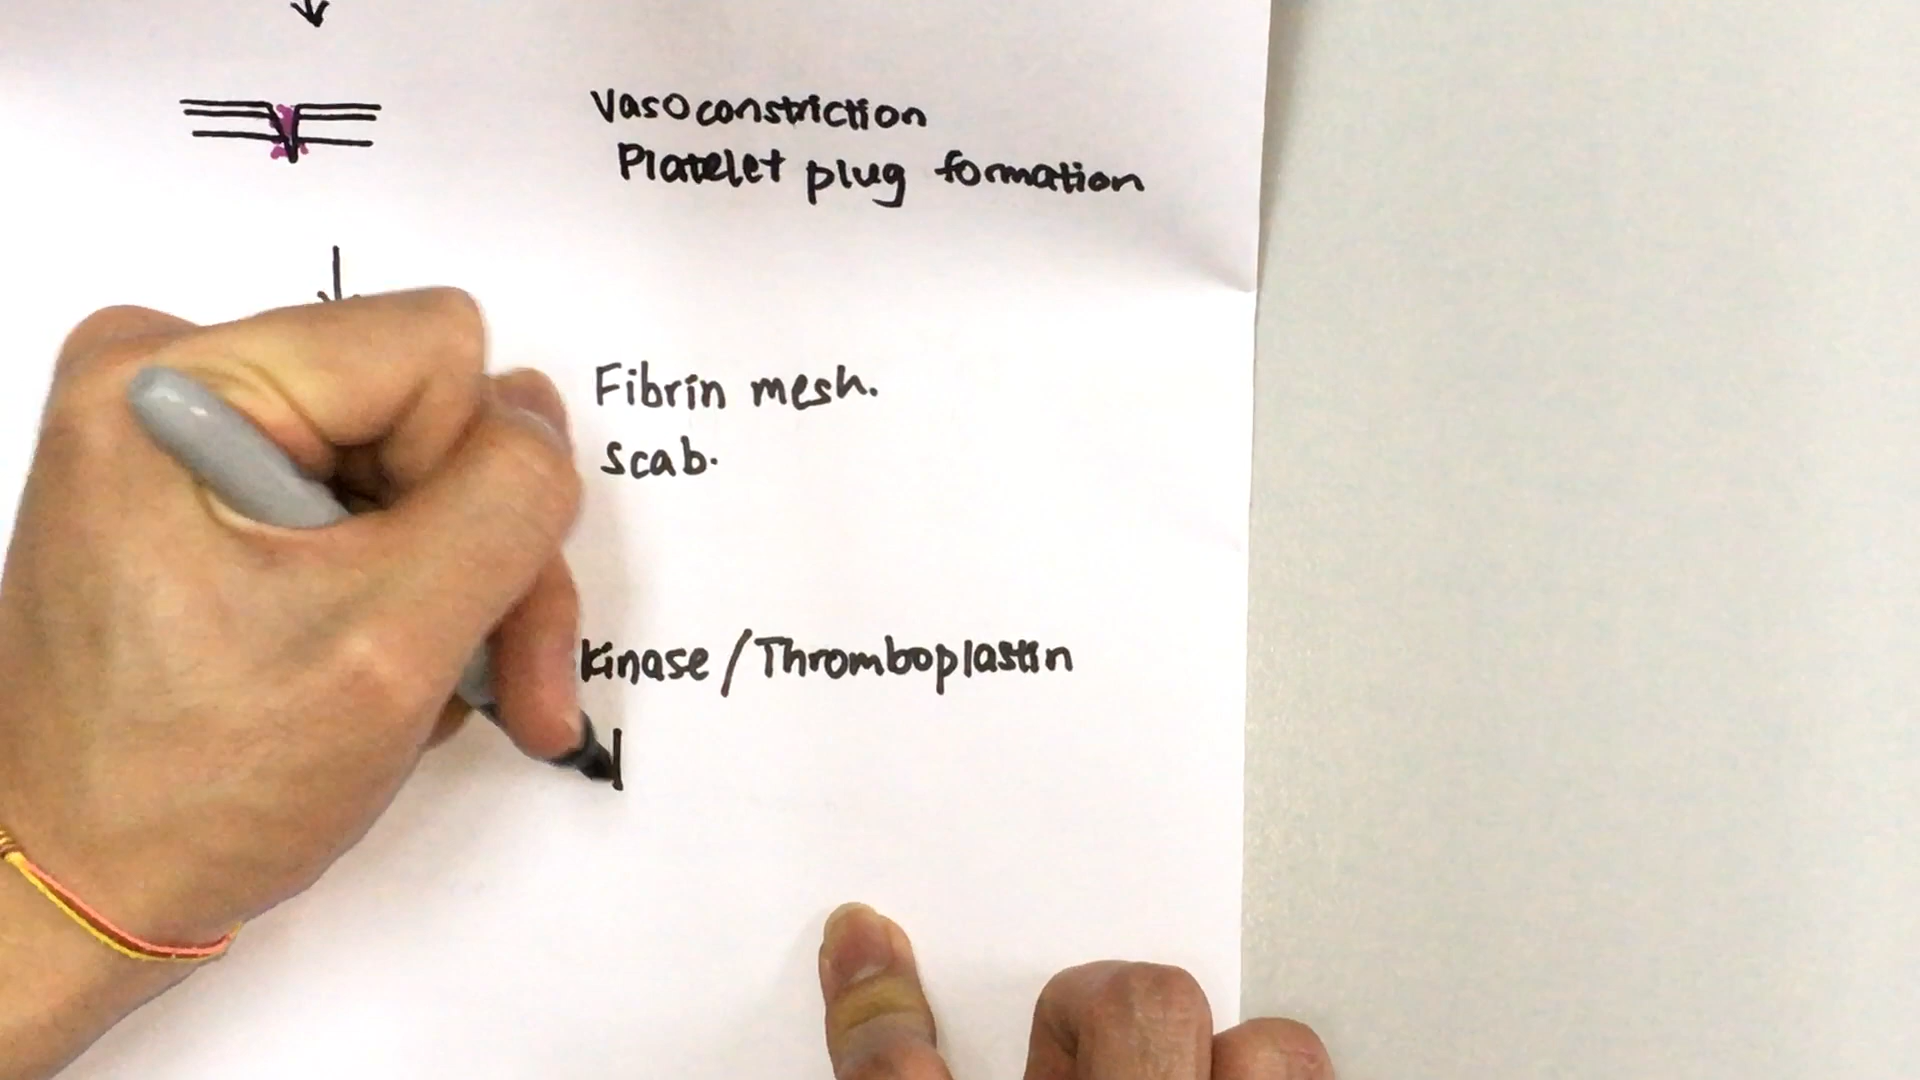 Vasoconstriction
Platelet plug formation
Fibrin mesh.
scab.
kinase / Thromboplastin